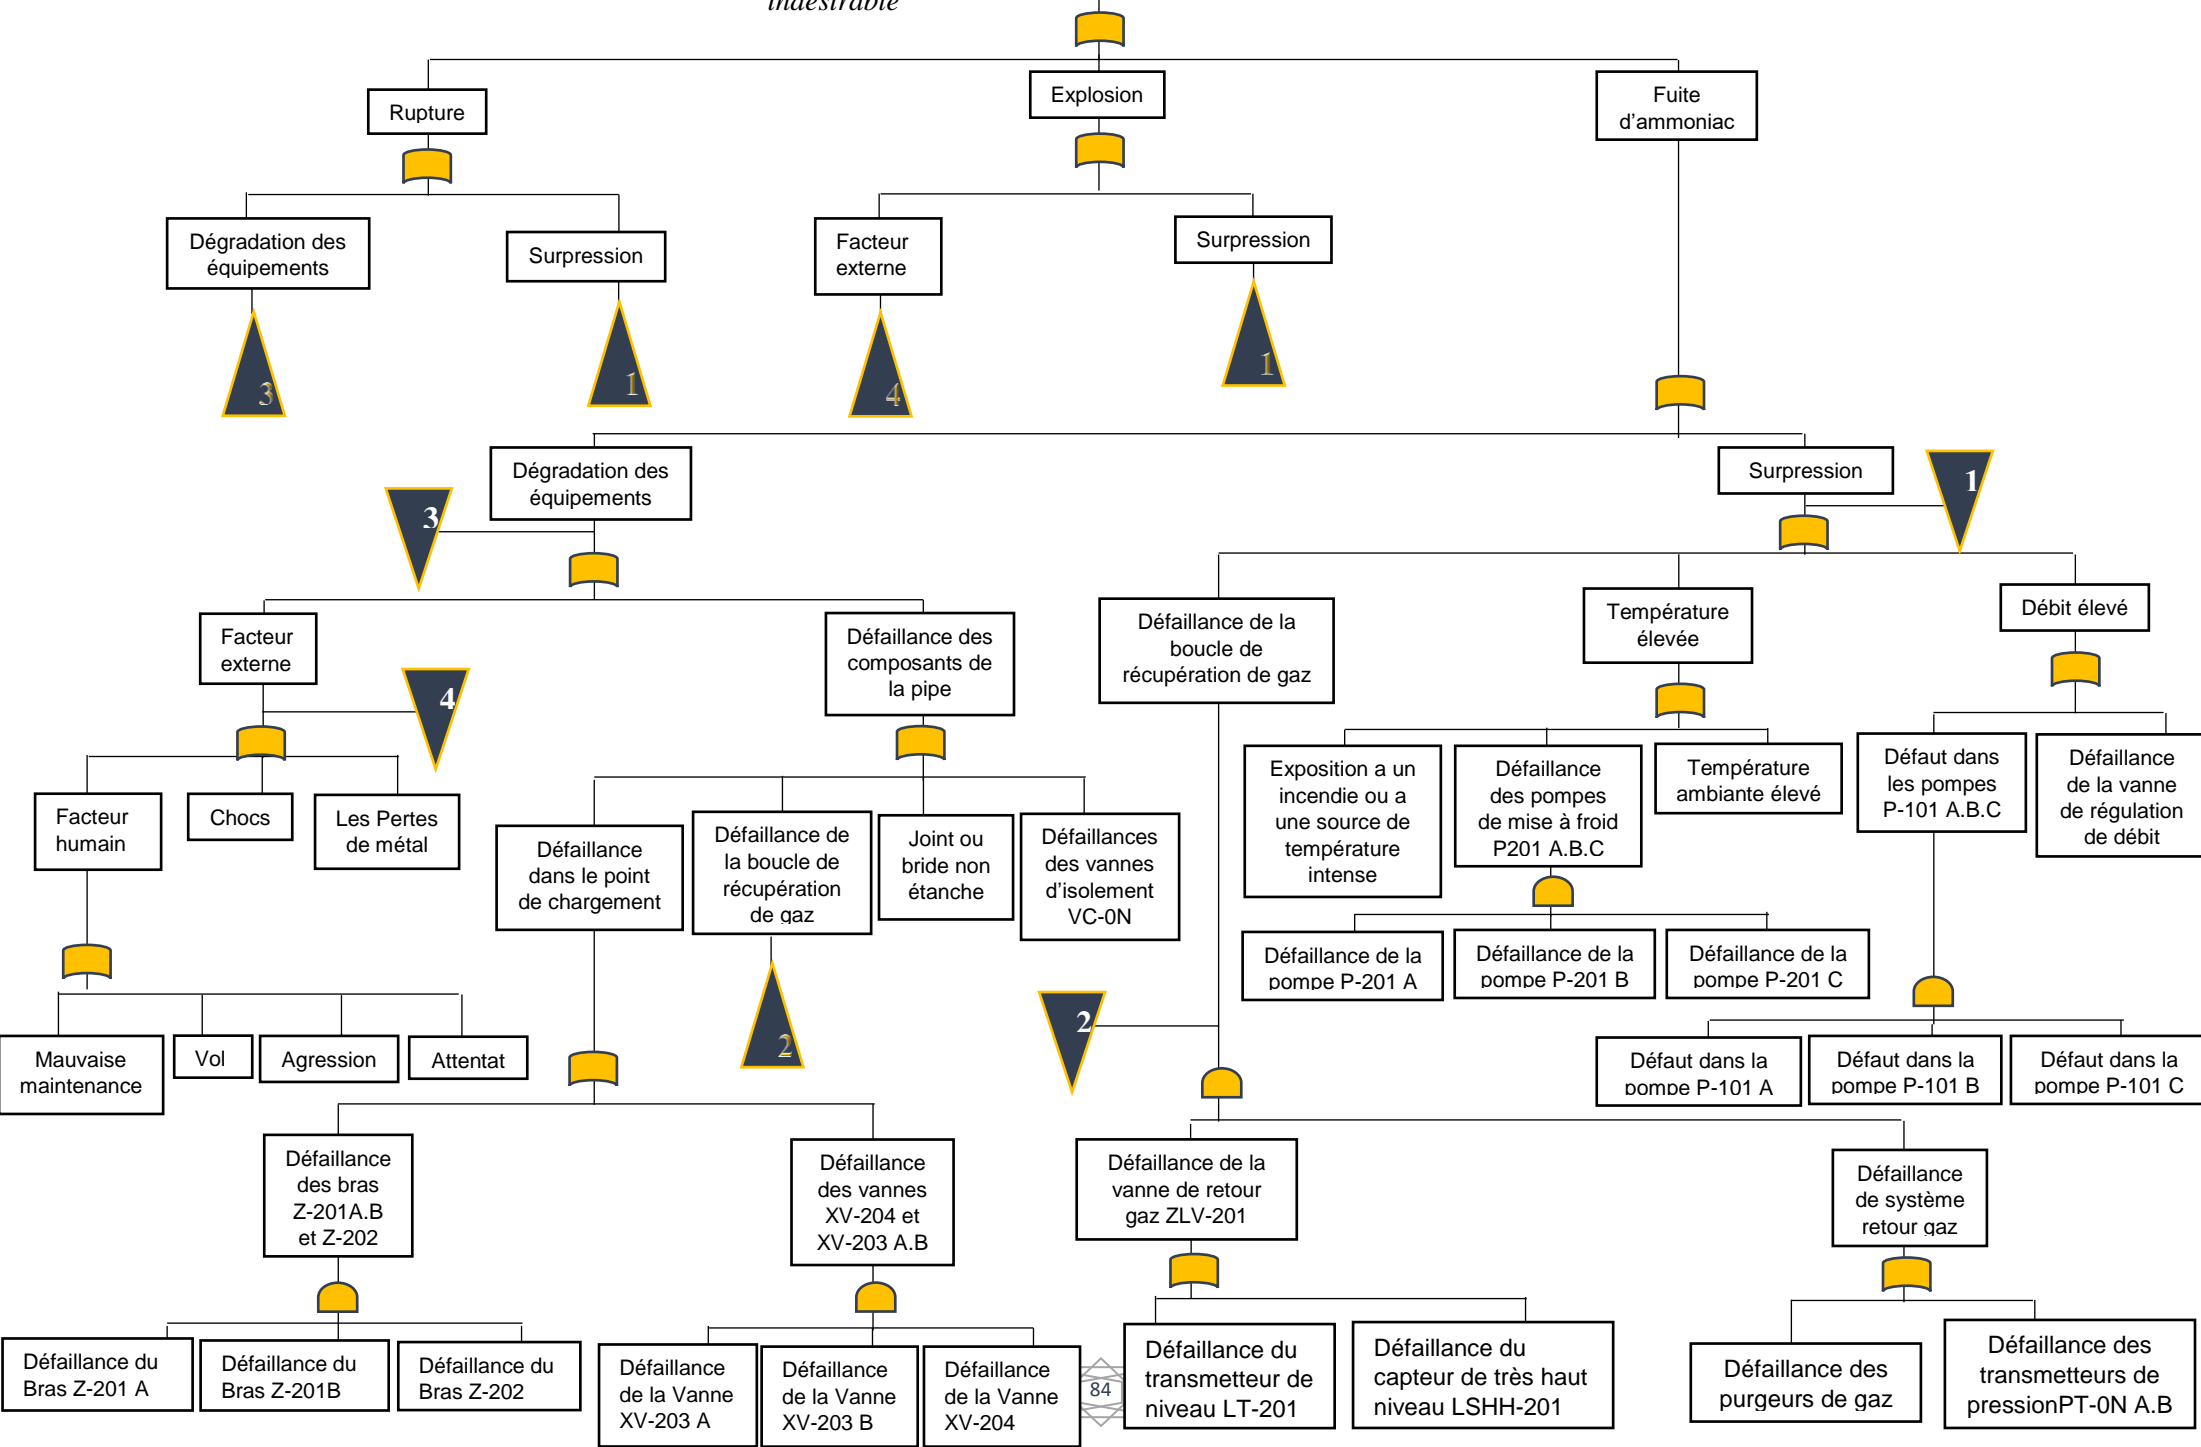 indésirable
Rupture
Explosion
Fuite
d’ammoniac
Dégradation des
équipements
Surpression
Facteur
externe
Surpression
3
1
4
1
Dégradation des
équipements
Surpression
3
1
Facteur
externe
Défaillance des
composants de
la pipe
Défaillance de la
boucle de
récupération de gaz
Température
élevée
Débit élevé
4
Facteur
humain
Chocs
Les Pertes
de métal
Défaillance
dans le point
de chargement
Défaillance de
la boucle de
récupération
de gaz
Joint ou
bride non
étanche
Défaillances
des vannes
d’isolement
VC-0N
Exposition a un
incendie ou a
une source de
température
intense
Défaillance
des pompes
de mise à froid
P201 A.B.C
Température
ambiante élevé
Défaut dans
les pompes
P-101 A.B.C
Défaillance
de la vanne
de régulation
de débit
Défaillance de la
pompe P-201 A
Défaillance de la
pompe P-201 B
Défaillance de la
pompe P-201 C
2
2
Mauvaise
maintenance
Vol
Agression
Attentat
Défaut dans la
pompe P-101 A
Défaut dans la
pompe P-101 B
Défaut dans la
pompe P-101 C
Défaillance
des bras
Z-201A.B
et Z-202
Défaillance
des vannes
XV-204 et
XV-203 A.B
Défaillance de la
vanne de retour
gaz ZLV-201
Défaillance
de système
retour gaz
Défaillance du
Bras Z-201 A
Défaillance du
Bras Z-201B
Défaillance du
Bras Z-202
Défaillance
de la Vanne
XV-203 A
Défaillance
de la Vanne
XV-203 B
Défaillance
de la Vanne
XV-204
84
Défaillance du
transmetteur de
niveau LT-201
Défaillance du
capteur de très haut
niveau LSHH-201
Défaillance des
purgeurs de gaz
Défaillance des
transmetteurs de
pressionPT-0N A.B